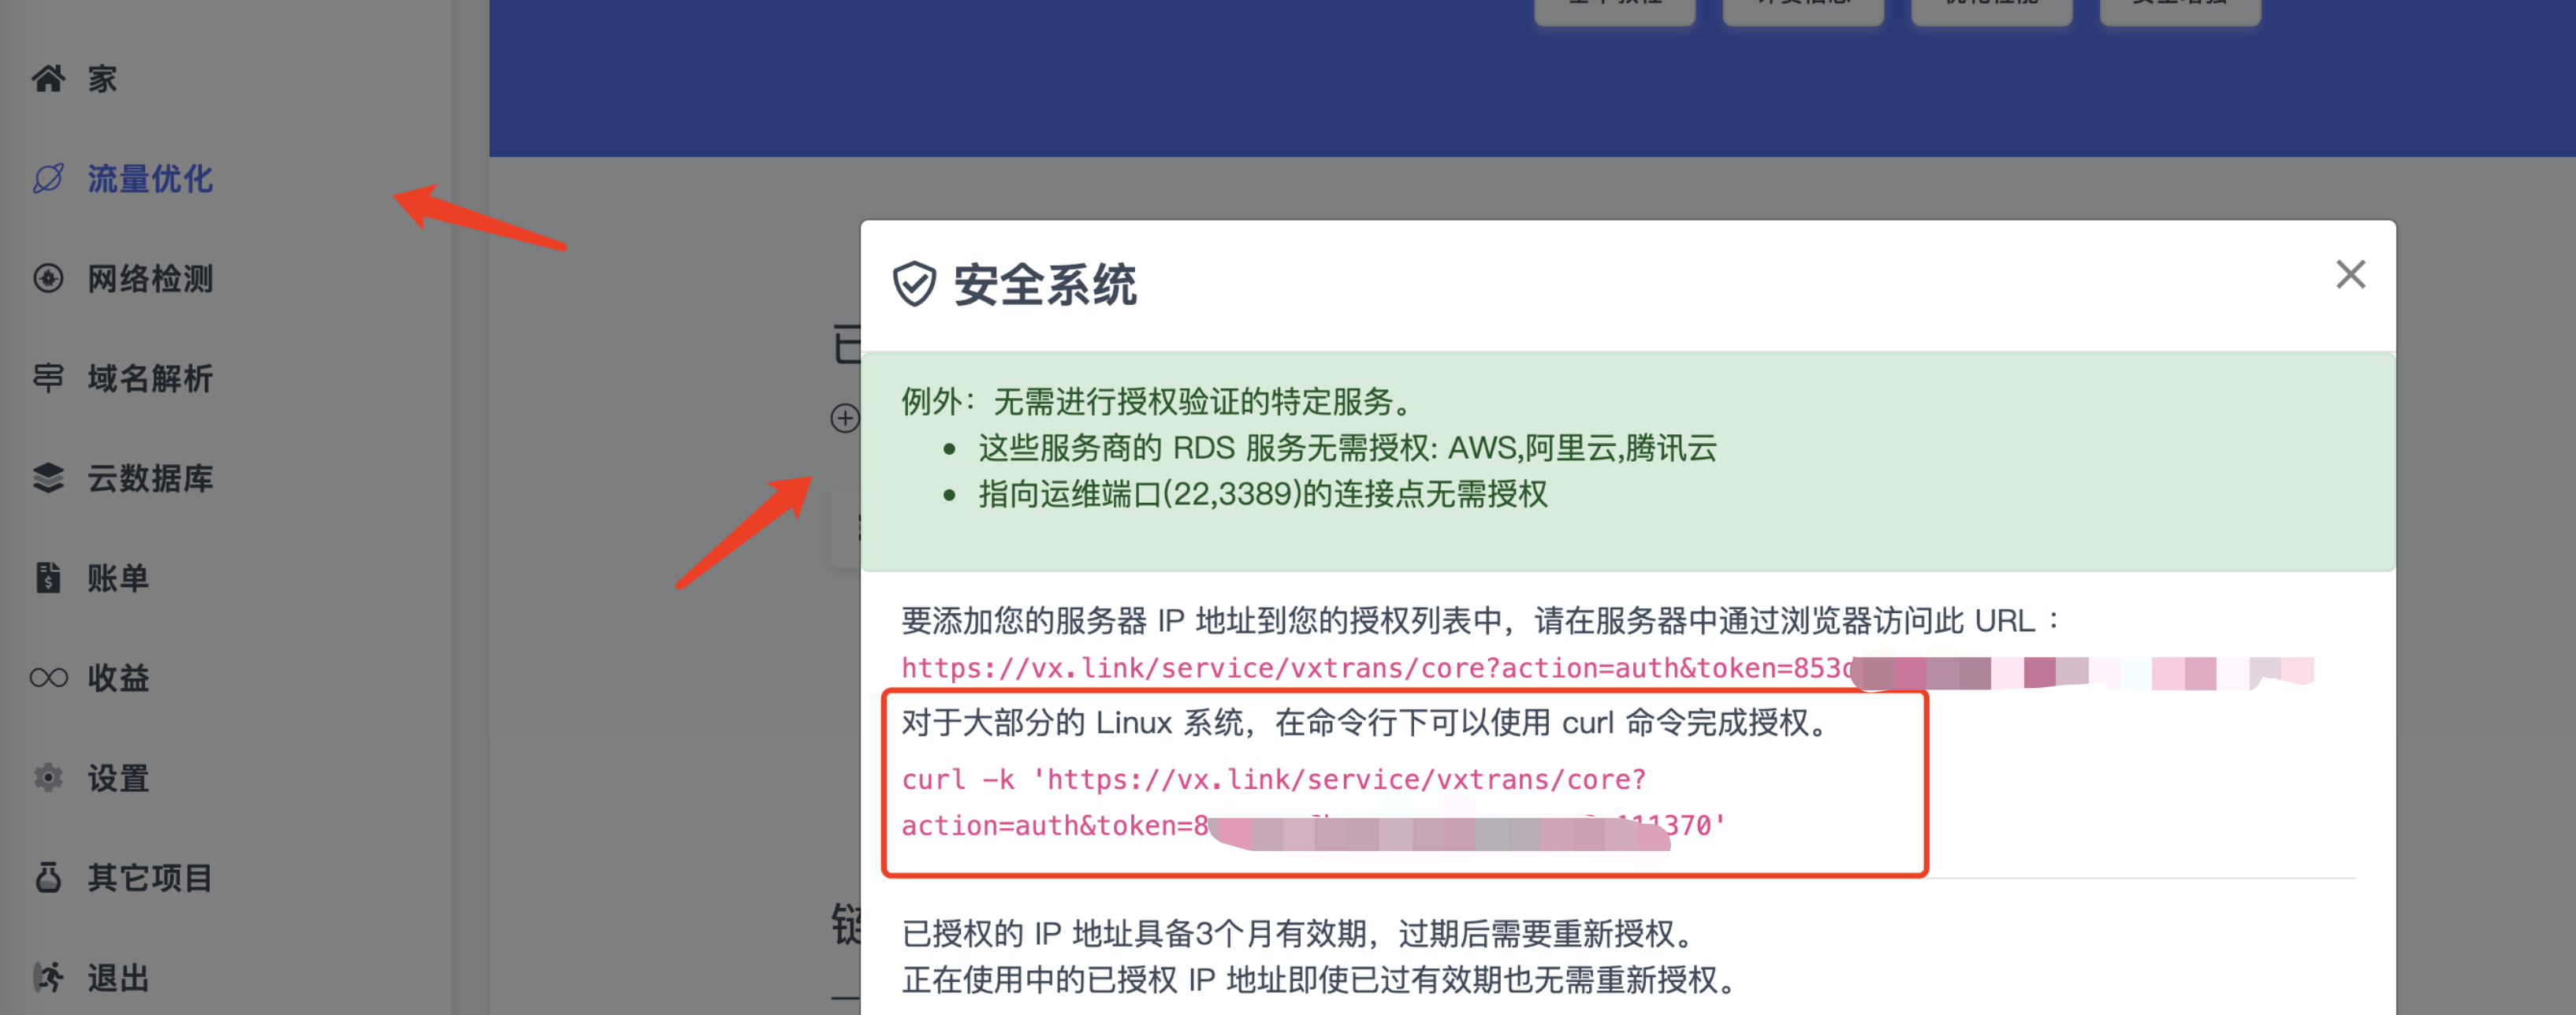 家
流量优化
网络检测
域名解析
云数据库
账单
收益
设置
其它项目
退出
安全系统
例外：无需进行授权验证的特定服务。
这些服务商的 RDS 服务无需授权: AWS,阿里云,腾讯云
指向运维端口(22,3389)的连接点无需授权
要添加您的服务器 IP 地址到您的授权列表中，请在服务器中通过浏览器访问此 URL ：
https://vx.link/service/vxtrans/core?action=auth&token=853
对于大部分的 Linux 系统，在命令行下可以使用 curl 命令完成授权。
curl -k 'https://vx.link/service/vxtrans/core?
action=auth&token=8 111370'
已授权的 IP 地址具备3个月有效期，过期后需要重新授权。
正在使用中的已授权 IP 地址即使已过有效期也无需重新授权。